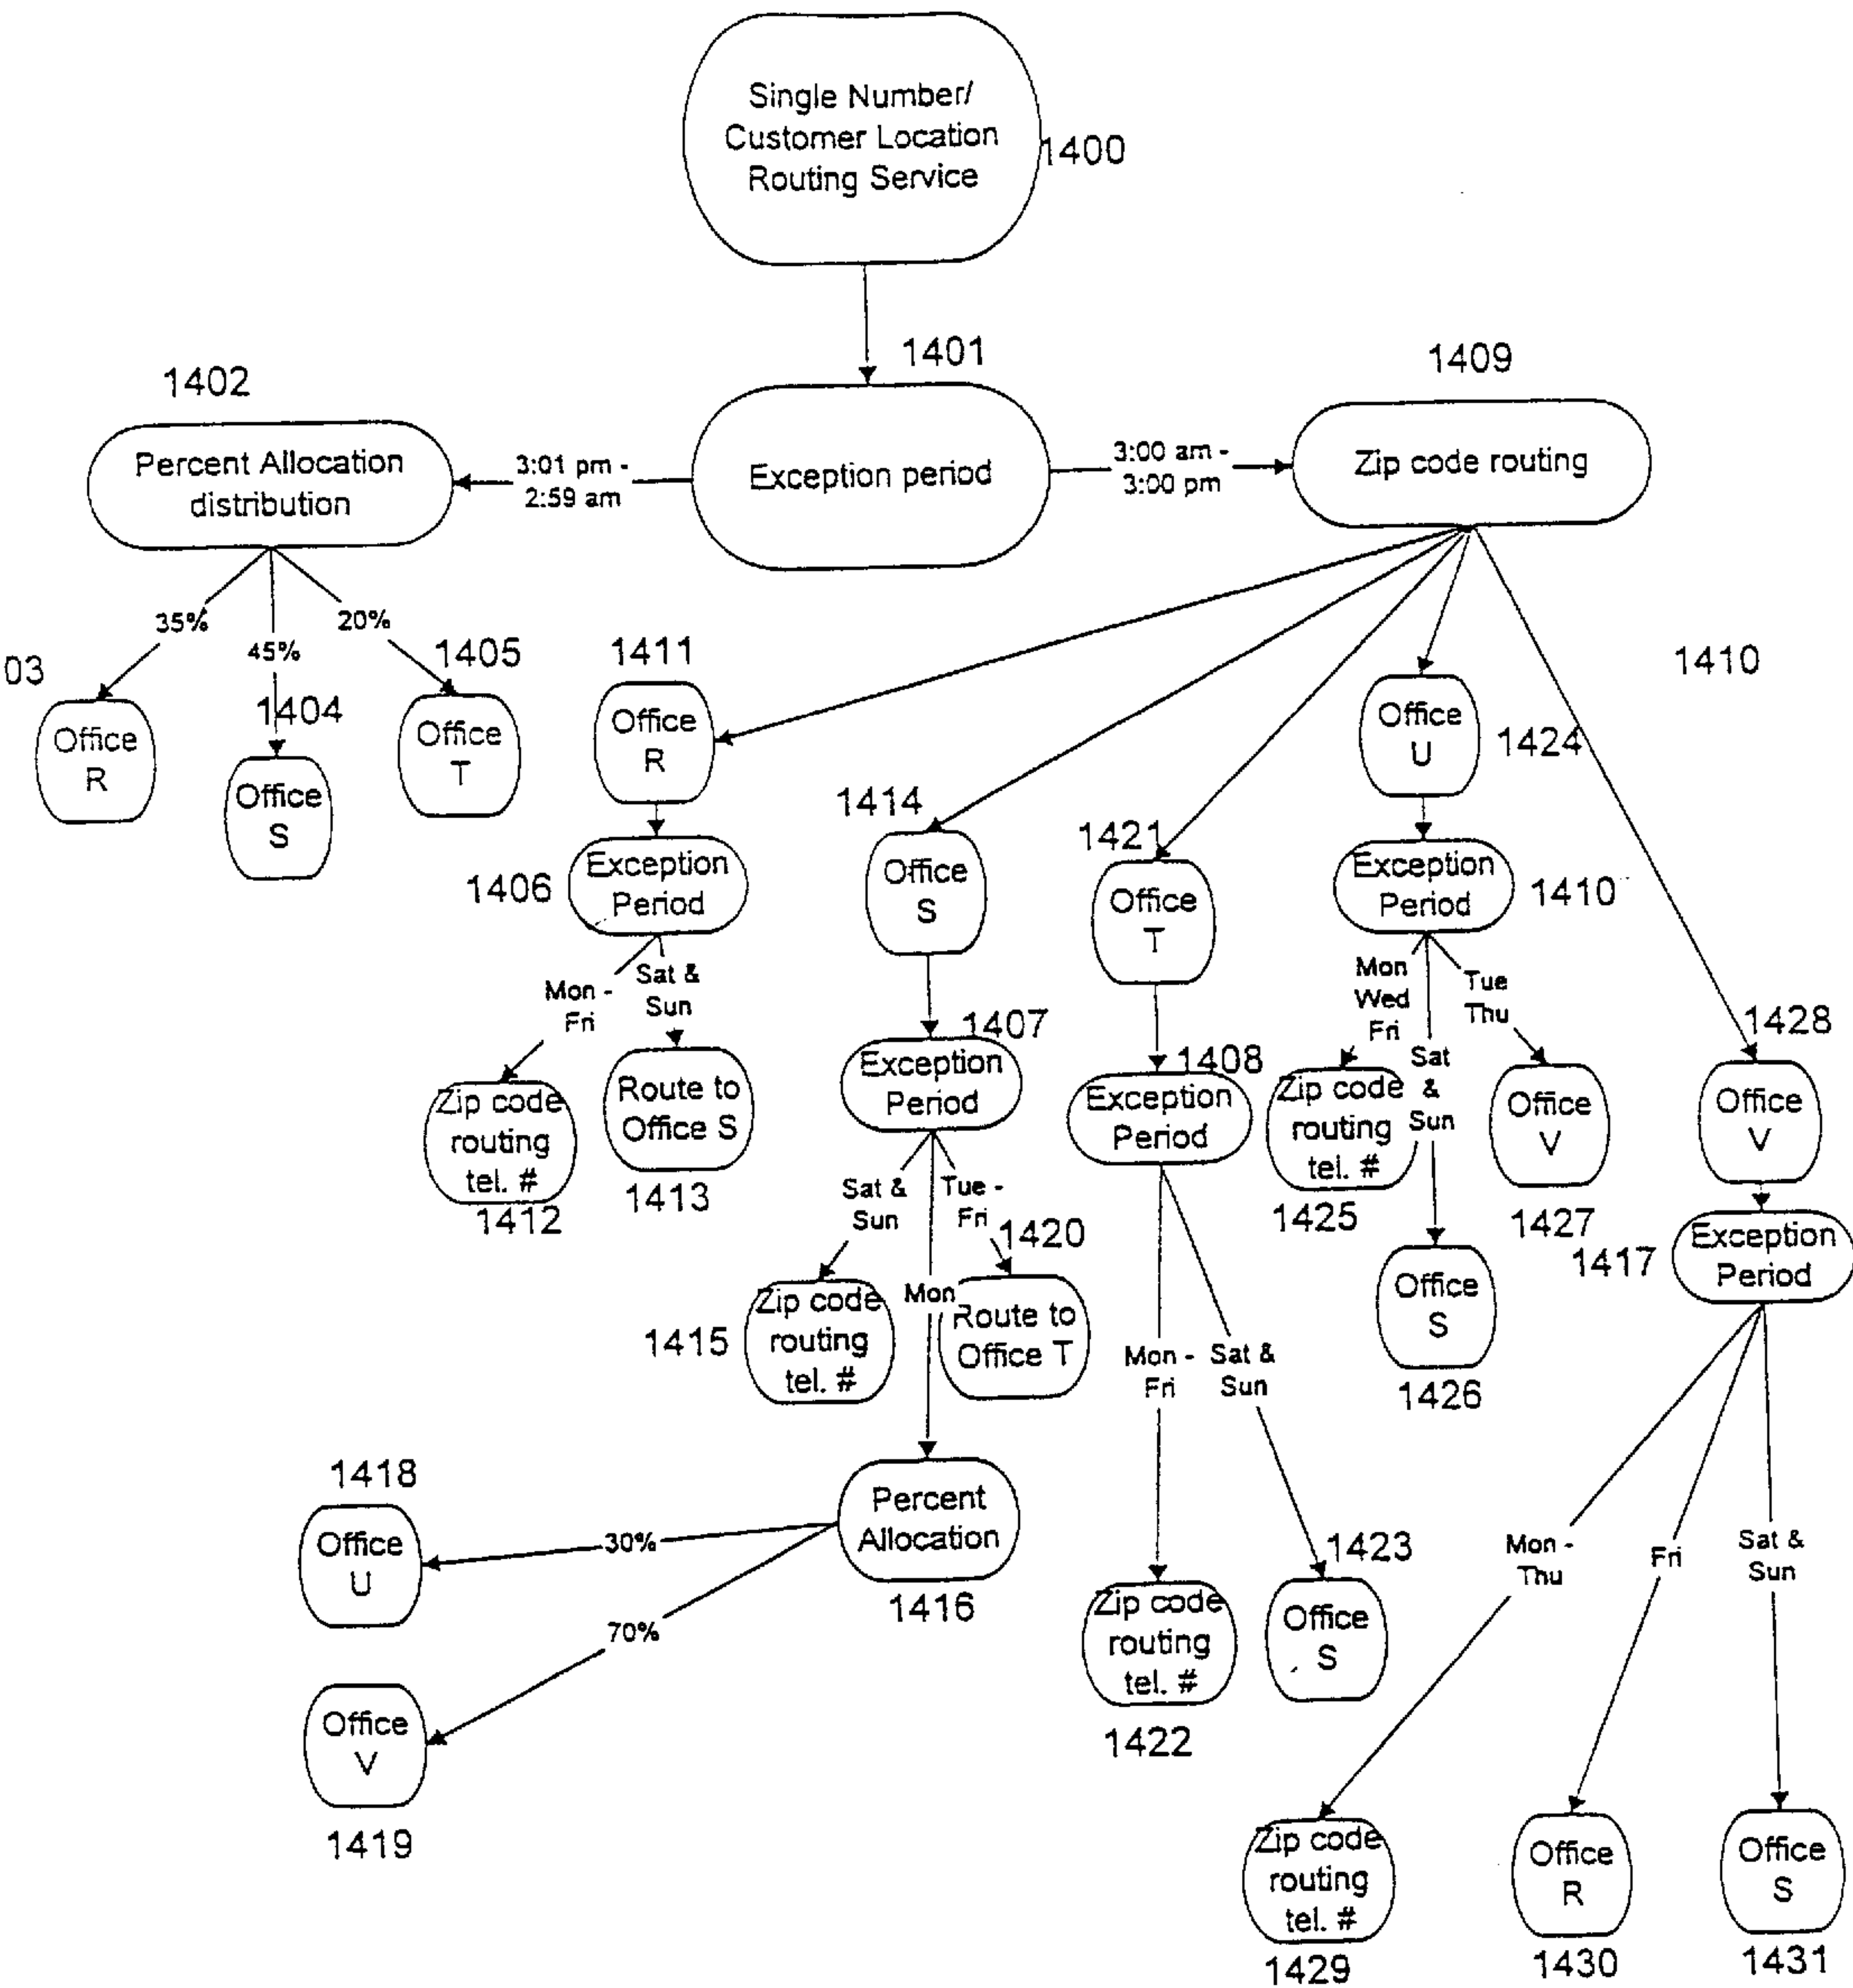 Single Number/
Customer Location
Routing Service
1400
1401
1402
1409
Percent Allocation
distribution
3:01 pm -
2:59 am
Exception period
3:00 am -
3:00 pm
Zip code routing
35%
45%
20%
03
1404
1405
1411
1410
Office
R
Office
S
Office
T
Office
R
Office
U
1424
1414
1421
1406
Exception
Period
Office
S
Office
T
Exception
Period
1410
Mon -
Fri
Sat &
Sun
Mon
Wed
Fri
Sat
&
Sun
Tue
Thu
1407
1408
1428
Zip code
routing
tel. #
1412
Route to
Office S
1413
Exception
Period
Exception
Period
Zip code
routing
tel. #
1425
Office
V
1427
Office
V
Sat &
Sun
Mon
Tue -
Fri
1420
Office
S
1426
1417
Exception
Period
1415
Zip code
routing
tel. #
Route to
Office T
Mon -
Fri
Sat &
Sun
1418
Office
U
30%
Percent
Allocation
1416
70%
Office
V
1419
Zip code
routing
tel. #
1422
1423
Office
S
Mon -
Thu
Fri
Sat &
Sun
Zip code
routing
tel. #
1429
Office
R
1430
Office
S
1431